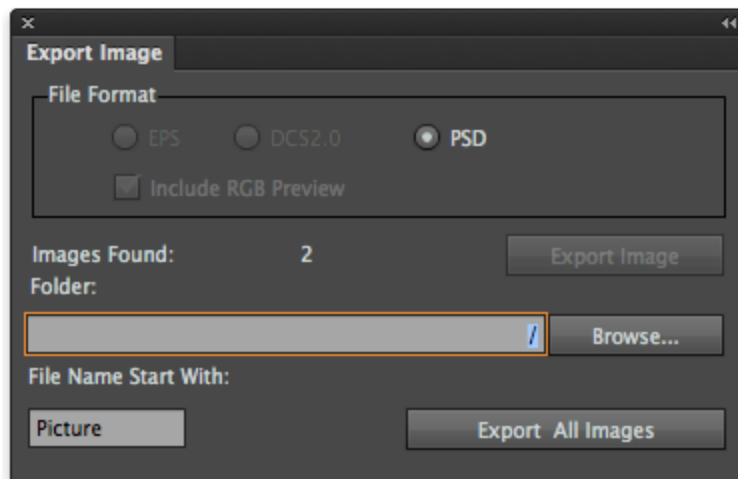 Export Image
File Format
EPS DCS2.0 PSD
Include RGB Preview
Images Found: 2 Export Image
Folder:
/ Browse...
File Name Start With:
Picture Export All Images